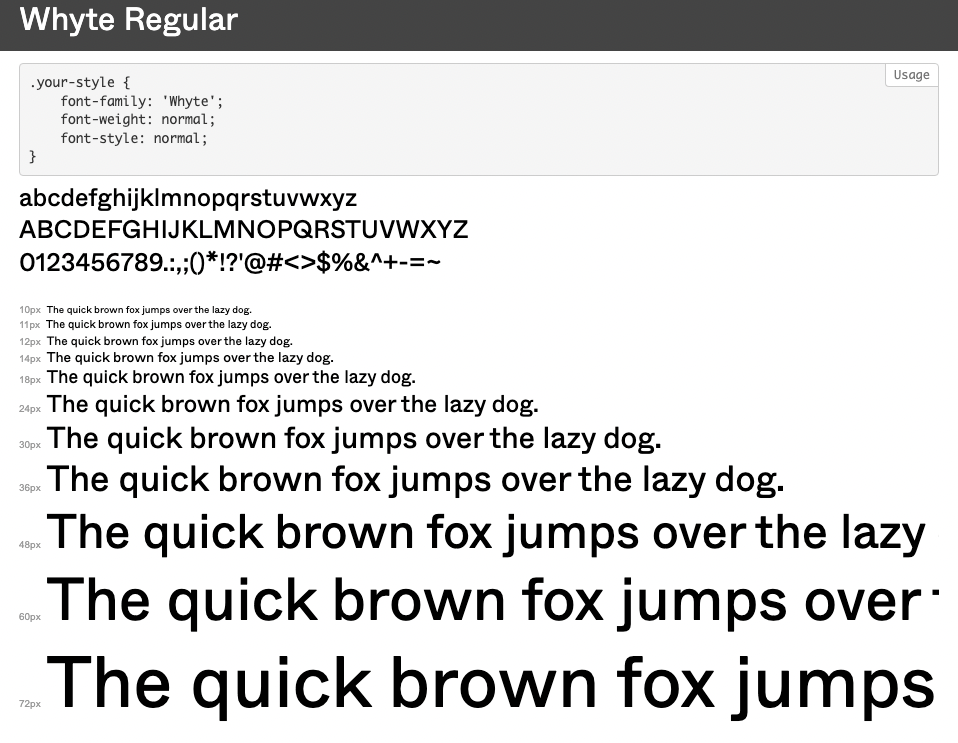 Whyte Regular
Usage
.your-style {
    font-family: 'Whyte';
    font-weight: normal;
    font-style: normal;
}
abcdefghijklmnopqrstuvwxyz
ABCDEFGHIJKLMNOPQRSTUVWXYZ
0123456789.:,;()*!?'@#<>$%&^+-=~
10px The quick brown fox jumps over the lazy dog.
11px The quick brown fox jumps over the lazy dog.
12px The quick brown fox jumps over the lazy dog.
14px The quick brown fox jumps over the lazy dog.
18px The quick brown fox jumps over the lazy dog.
24px The quick brown fox jumps over the lazy dog.
30px The quick brown fox jumps over the lazy dog.
36px The quick brown fox jumps over the lazy dog.
48px The quick brown fox jumps over the lazy
60px The quick brown fox jumps over
72px The quick brown fox jumps